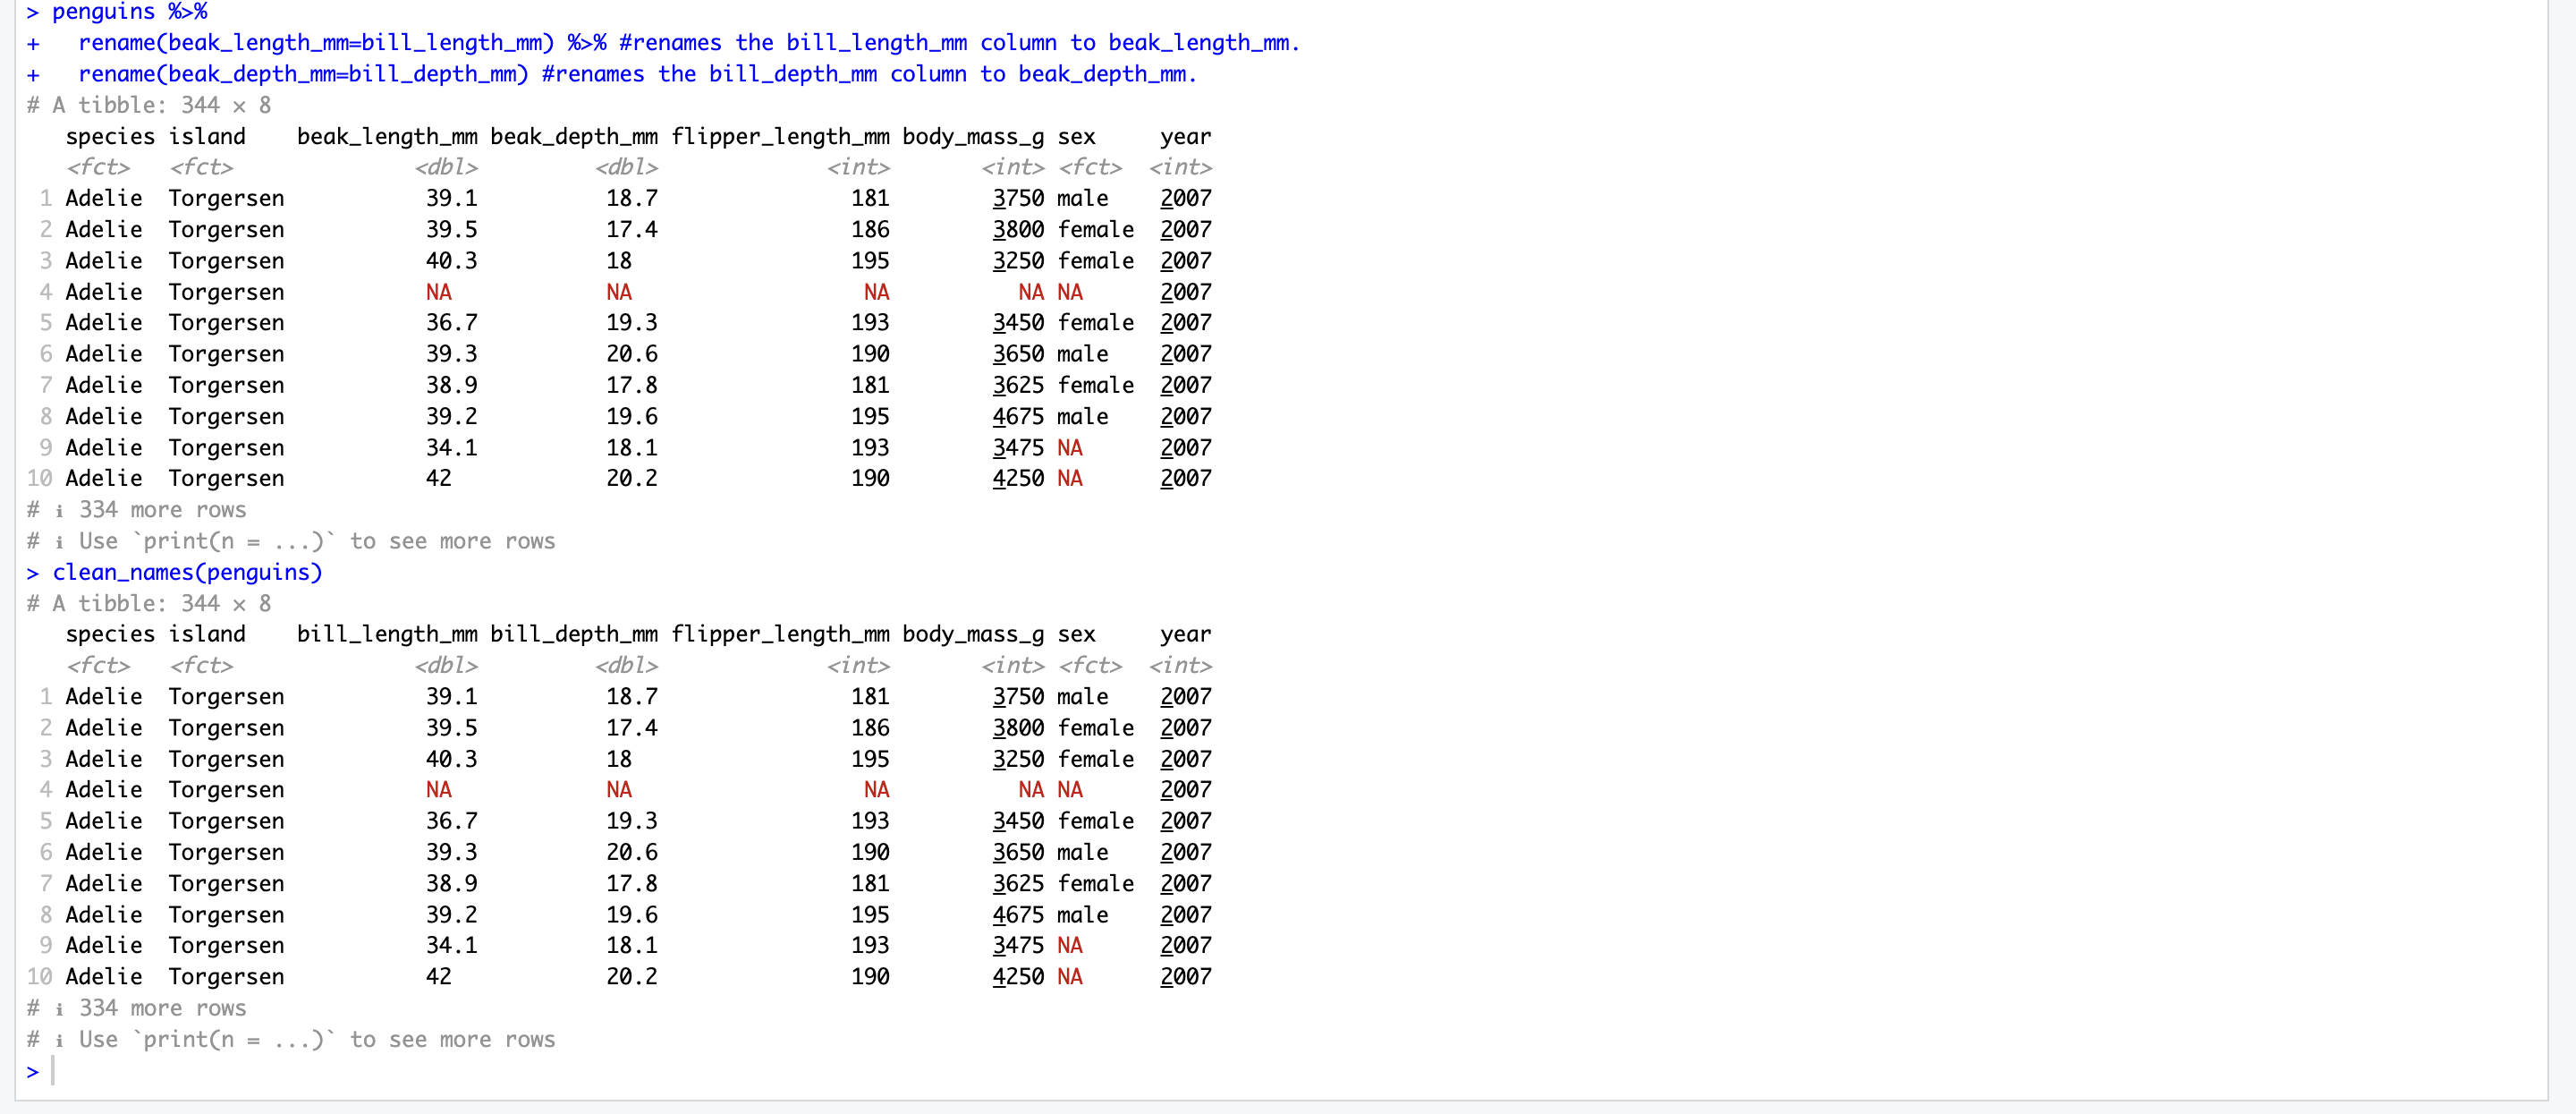 > penguins %>%
+   rename(beak_length_mm=bill_length_mm) %>% #renames the bill_length_mm column to beak_length_mm.
+   rename(beak_depth_mm=bill_depth_mm) #renames the bill_depth_mm column to beak_depth_mm.
# A tibble: 344 × 8
   species island    beak_length_mm beak_depth_mm flipper_length_mm body_mass_g sex     year
   <fct>   <fct>              <dbl>         <dbl>             <int>       <int> <fct>  <int>
 1 Adelie  Torgersen           39.1          18.7               181        3750 male    2007
 2 Adelie  Torgersen           39.5          17.4               186        3800 female  2007
 3 Adelie  Torgersen           40.3          18                 195        3250 female  2007
 4 Adelie  Torgersen           NA            NA                  NA          NA NA      2007
 5 Adelie  Torgersen           36.7          19.3               193        3450 female  2007
 6 Adelie  Torgersen           39.3          20.6               190        3650 male    2007
 7 Adelie  Torgersen           38.9          17.8               181        3625 female  2007
 8 Adelie  Torgersen           39.2          19.6               195        4675 male    2007
 9 Adelie  Torgersen           34.1          18.1               193        3475 NA      2007
10 Adelie  Torgersen           42            20.2               190        4250 NA      2007
# ℹ 334 more rows
# ℹ Use `print(n = ...)` to see more rows
> clean_names(penguins)
# A tibble: 344 × 8
   species island    bill_length_mm bill_depth_mm flipper_length_mm body_mass_g sex     year
   <fct>   <fct>              <dbl>         <dbl>             <int>       <int> <fct>  <int>
 1 Adelie  Torgersen           39.1          18.7               181        3750 male    2007
 2 Adelie  Torgersen           39.5          17.4               186        3800 female  2007
 3 Adelie  Torgersen           40.3          18                 195        3250 female  2007
 4 Adelie  Torgersen           NA            NA                  NA          NA NA      2007
 5 Adelie  Torgersen           36.7          19.3               193        3450 female  2007
 6 Adelie  Torgersen           39.3          20.6               190        3650 male    2007
 7 Adelie  Torgersen           38.9          17.8               181        3625 female  2007
 8 Adelie  Torgersen           39.2          19.6               195        4675 male    2007
 9 Adelie  Torgersen           34.1          18.1               193        3475 NA      2007
10 Adelie  Torgersen           42            20.2               190        4250 NA      2007
# ℹ 334 more rows
# ℹ Use `print(n = ...)` to see more rows
>